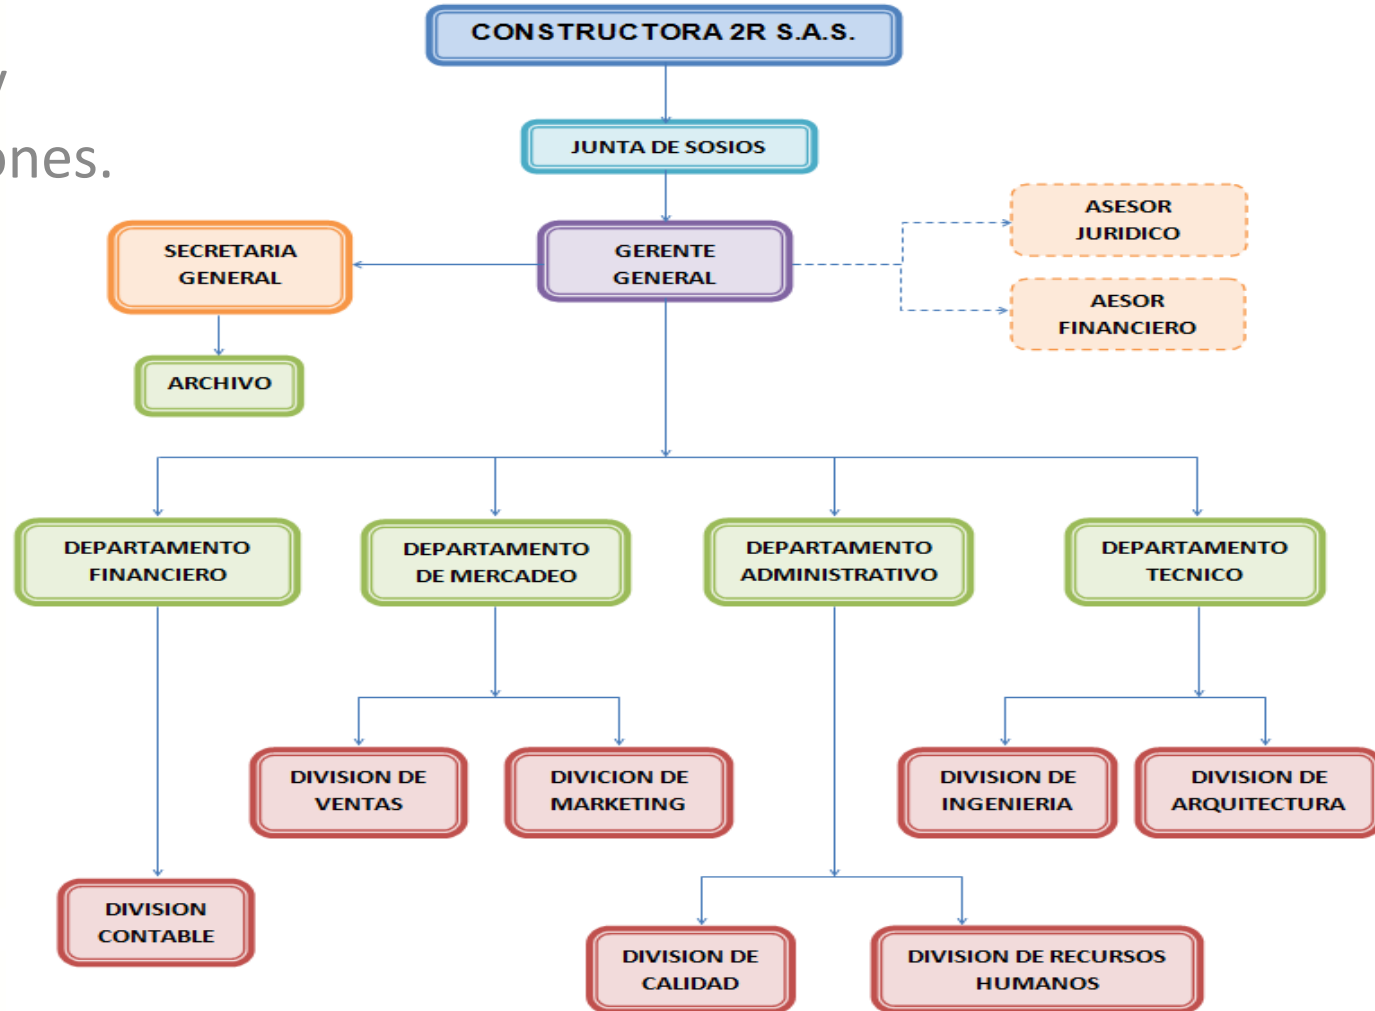 y
ones.
CONSTRUCTORA 2R S.A.S.
JUNTA DE SOSIOS
SECRETARIA
GENERAL
GERENTE
GENERAL
ASESOR
JURIDICO
AESOR
FINANCIERO
ARCHIVO
DEPARTAMENTO
FINANCIERO
DEPARTAMENTO
DE MERCADEO
DEPARTAMENTO
ADMINISTRATIVO
DEPARTAMENTO
TECNICO
DIVISION DE
VENTAS
DIVICION DE
MARKETING
DIVISION DE
INGENIERIA
DIVISION DE
ARQUITECTURA
DIVISION
CONTABLE
DIVISION DE
CALIDAD
DIVISION DE RECURSOS
HUMANOS